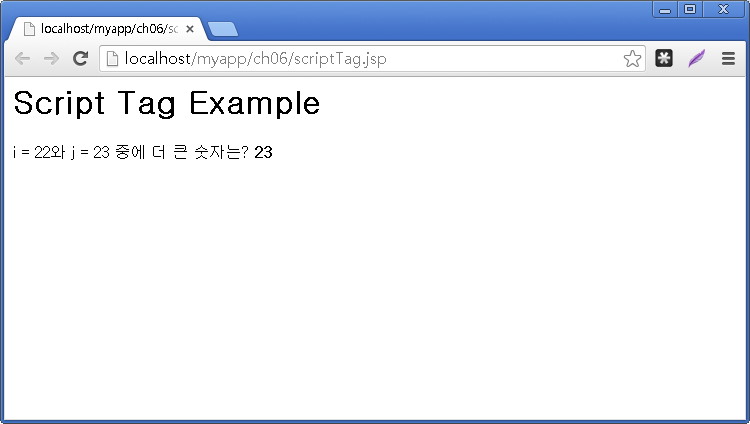 localhost/myapp/ch06/sc
localhost/myapp/ch06/scriptTag.jsp
Script Tag Example
i = 22와 j = 23 중에 더 큰 숫자는? 23